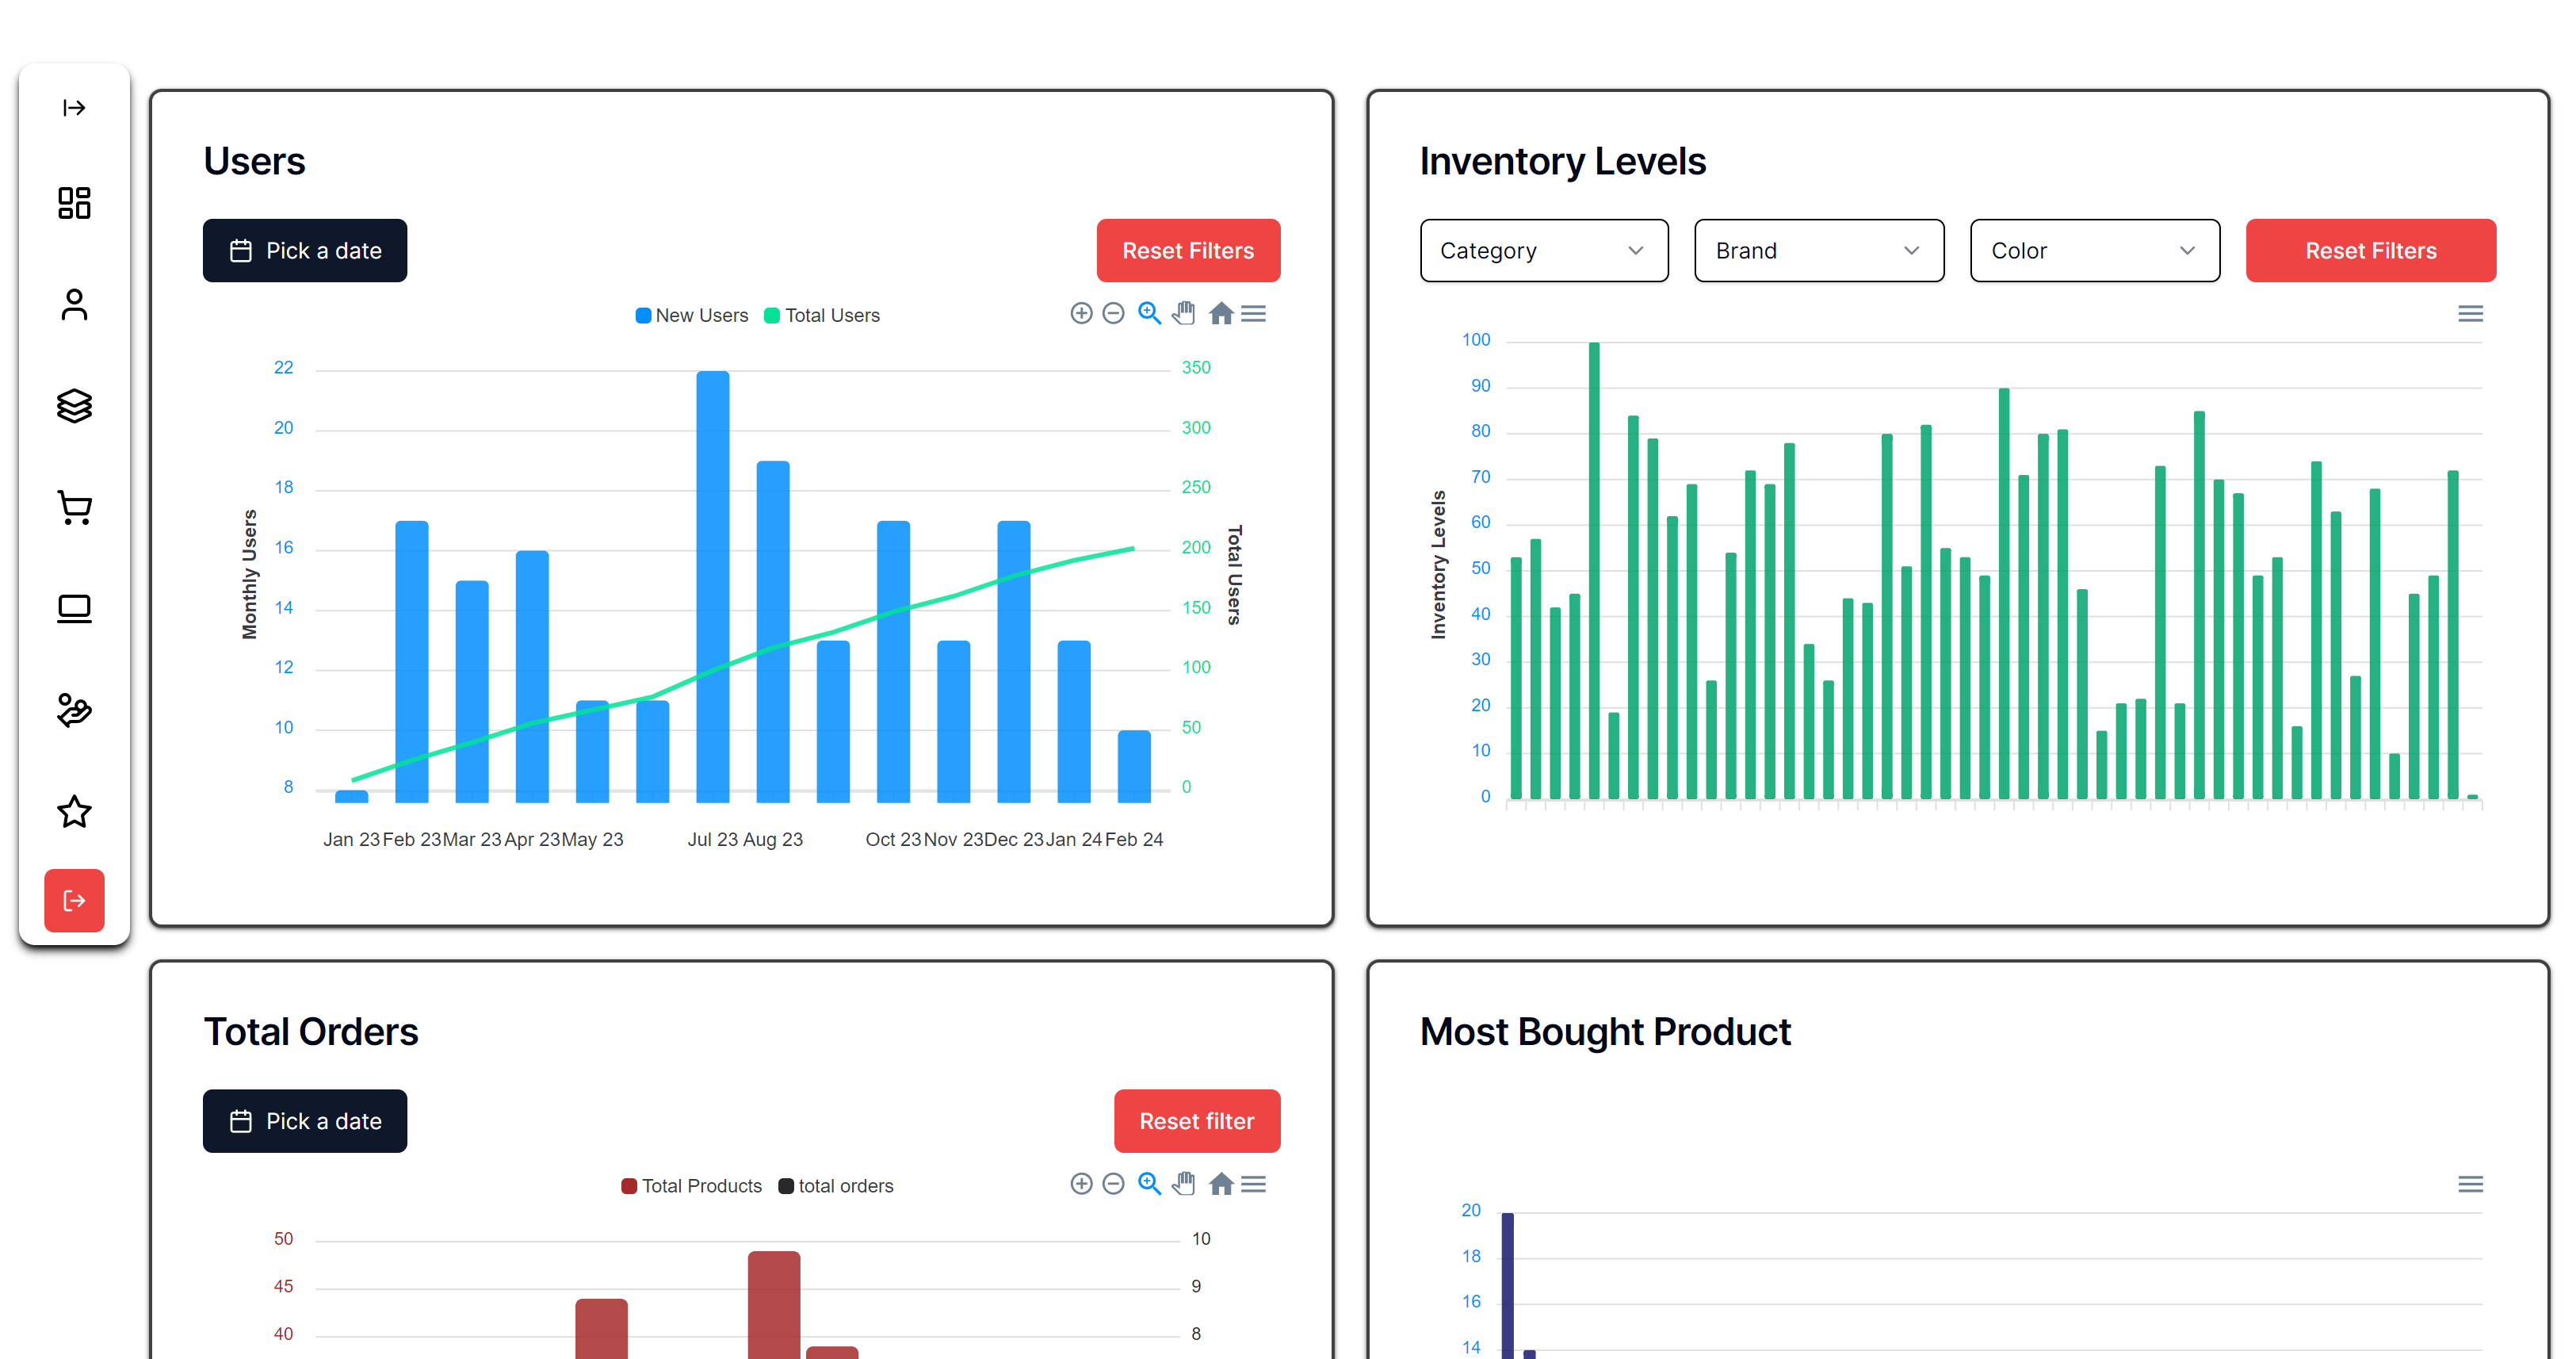 Users
Pick a date
Reset Filters
New Users
Total Users
22
20
18
16
14
12
10
8
Monthly Users
350
300
250
200
150
100
50
0
Total Users
Jan 23 Feb 23 Mar 23 Apr 23 May 23 Jul 23 Aug 23 Oct 23 Nov 23 Dec 23 Jan 24 Feb 24
Inventory Levels
Category
Brand
Color
Reset Filters
100
90
80
70
60
50
40
30
20
10
0
Inventory Levels
Total Orders
Pick a date
Reset filter
Total Products
total orders
50
45
40
10
9
8
Most Bought Product
20
18
16
14